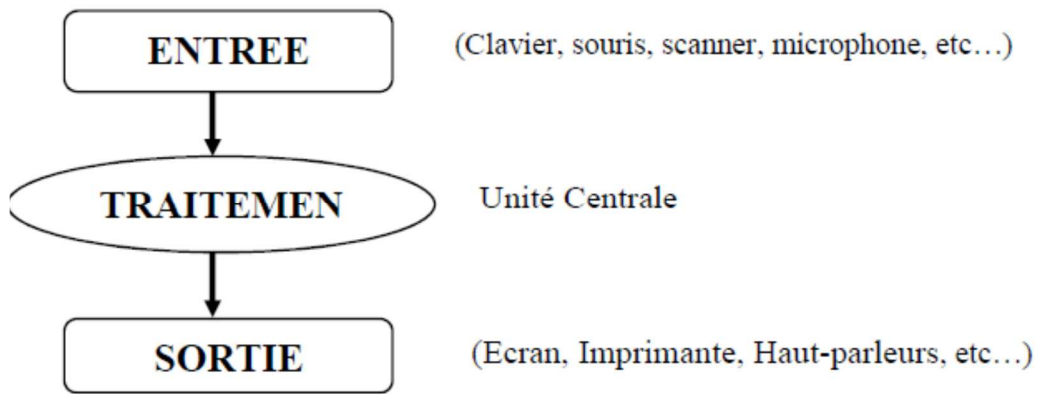 ENTREE (Clavier, souris, scanner, microphone, etc…)
TRAITEMEN Unité Centrale
SORTIE (Ecran, Imprimante, Haut-parleurs, etc…)